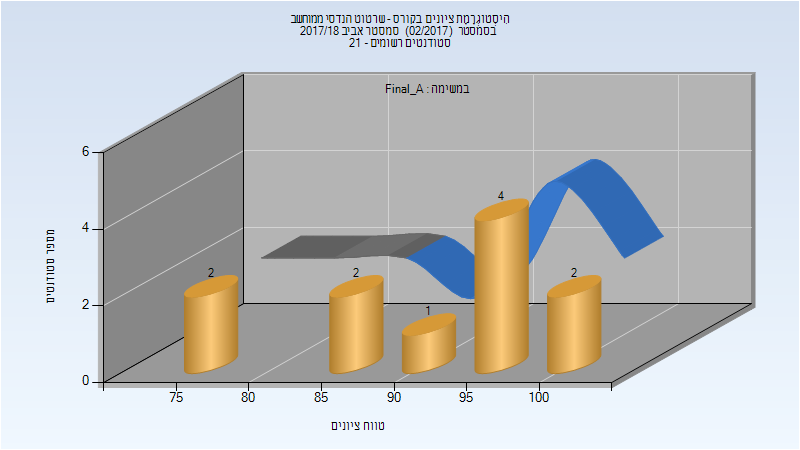 היסטוגרמת ציונים בקורס - שרטוט הנדסי ממוחשב
בסמסטר (02/2017) סמסטר אביב 2017/18
סטודנטים רשומים - 21
במשימה : Final_A
6
4
2
0
מספר סטודנטים
2
2
1
4
2
75
80
85
90
95
100
טווח ציונים